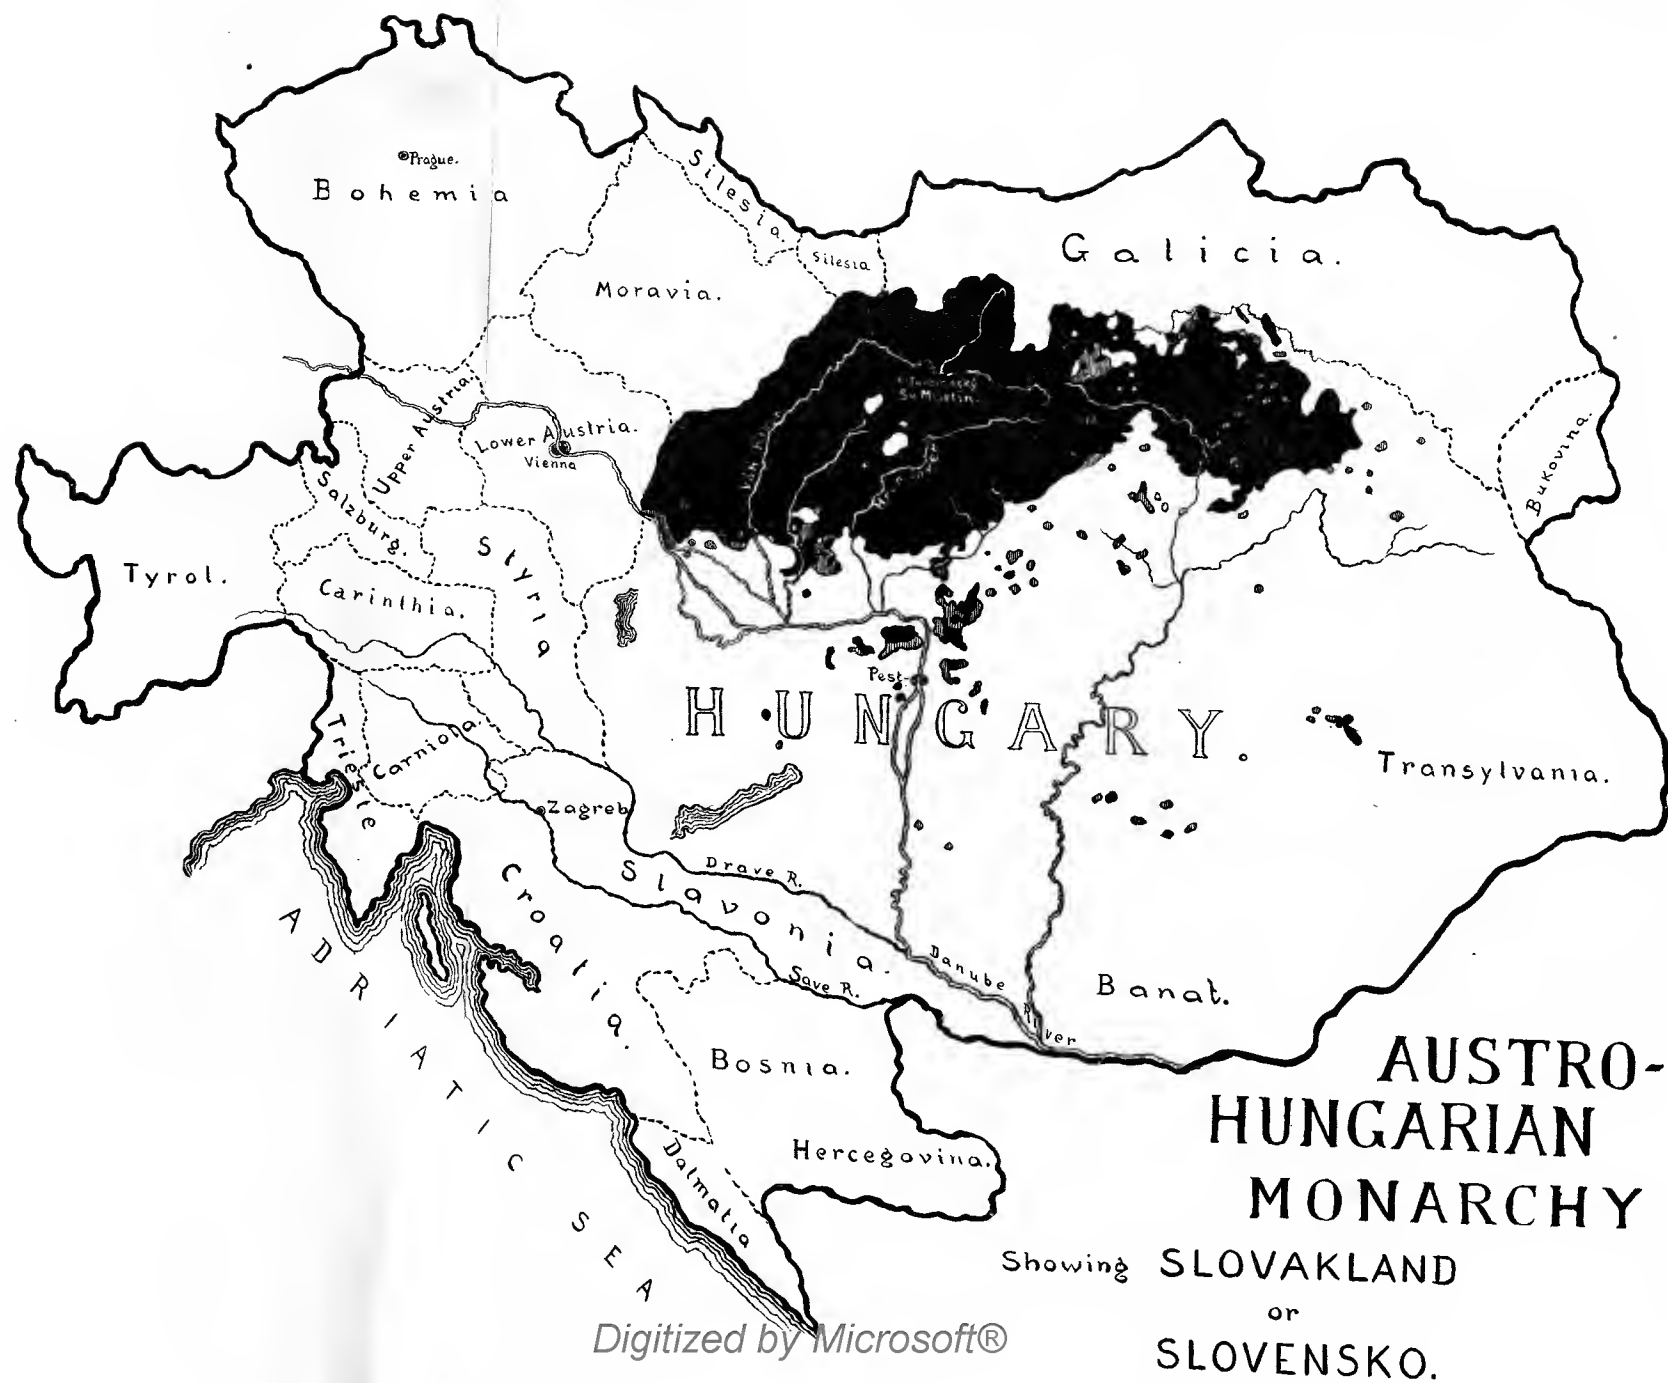 Prague.
Bohemia
Silesia.
Silesia
Galicia.
Moravia.
Upper Austria.
Lower Austria.
Vienna
Bukovina.
Salzburg.
Styria
Tyrol.
Carinthia.
Sv Martin.
Pest
HUNGARY.
Trieste
Carniola.
Transylvania.
Zagreb
Drave R.
Slavonia.
Croatia.
ADRIATIC SEA
Save R.
Danube River
Banat.
Bosnia.
Hercegovina.
Dalmatia
AUSTRO-
HUNGARIAN
MONARCHY
Showing SLOVAKLAND
or
SLOVENSKO.
Digitized by Microsoft®